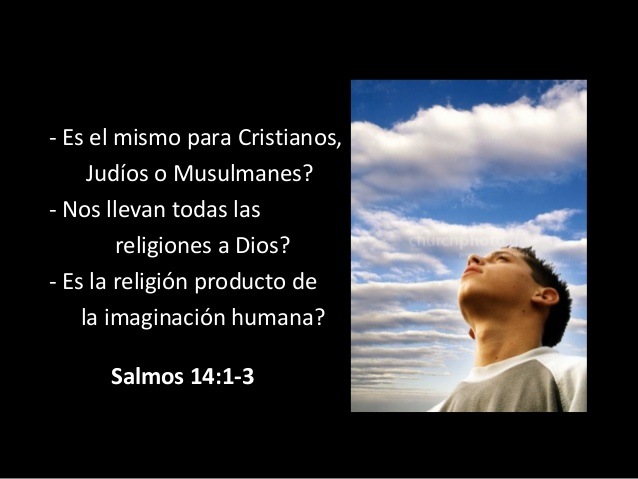 - Es el mismo para Cristianos,
Judíos o Musulmanes?
- Nos llevan todas las
religiones a Dios?
- Es la religión producto de
la imaginación humana?
Salmos 14:1-3